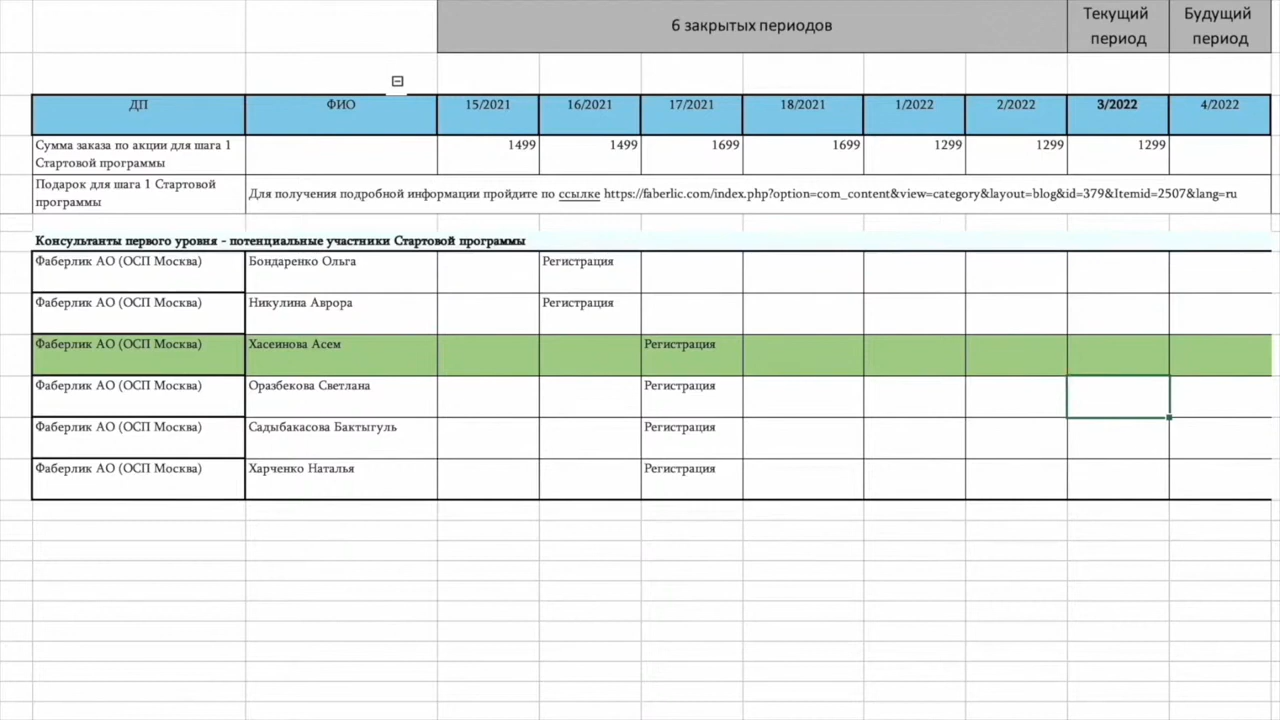 6 закрытых периодов
Текущий период
Будущий период
ДП ФИО 15/2021 16/2021 17/2021 18/2021 1/2022 2/2022 3/2022 4/2022
Сумма заказа по акции для шага 1
Стартовой программы
1499 1499 1699 1699 1299 1299 1299
Подарок для шага 1 Стартовой
программы
Для получения подробной информации пройдите по ссылке https://faberlic.com/index.php?option=com_content&view=category&layout=blog&id=379&Itemid=2507&lang=ru
Консультанты первого уровня - потенциальные участники Стартовой программы
Фаберлик АО (ОСП Москва) Бондаренко Ольга Регистрация
Фаберлик АО (ОСП Москва) Никулина Аврора Регистрация
Фаберлик АО (ОСП Москва) Хасеинова Асем Регистрация
Фаберлик АО (ОСП Москва) Оразбекова Светлана Регистрация
Фаберлик АО (ОСП Москва) Садыбакасова Бактыгуль Регистрация
Фаберлик АО (ОСП Москва) Харченко Наталья Регистрация